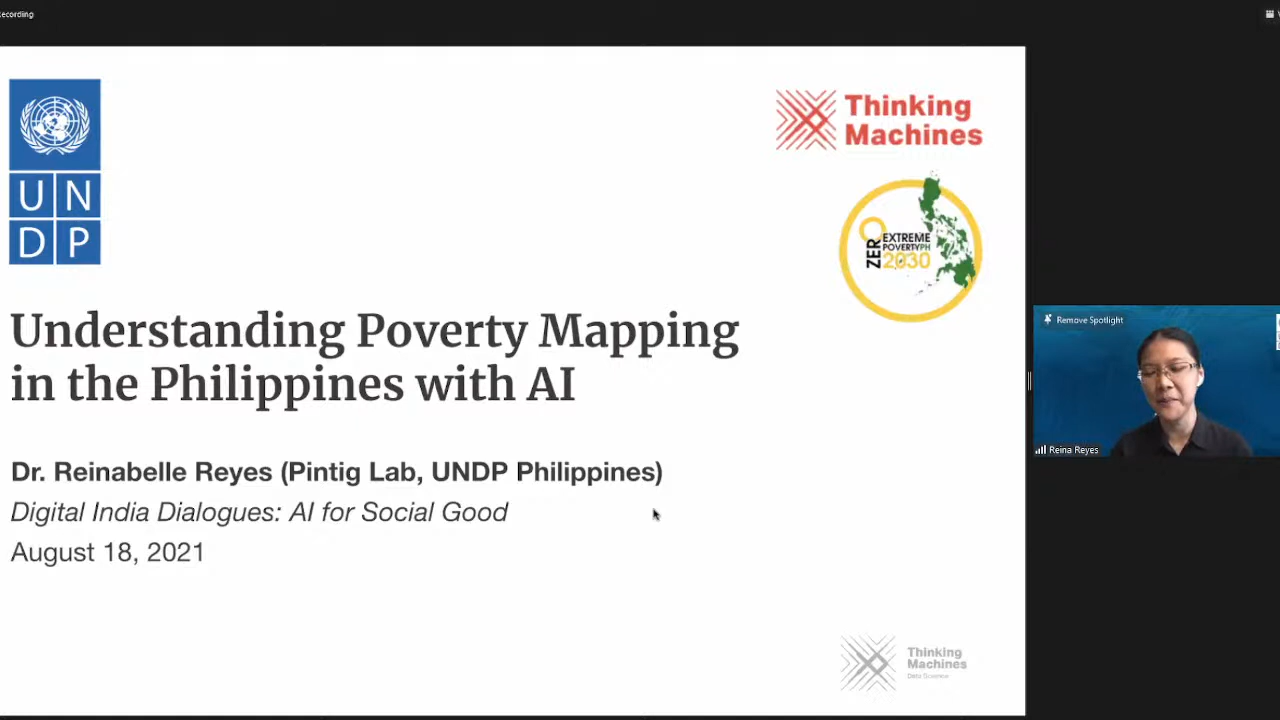 Recording
UN
DP
Thinking
Machines
ZERO
EXTREME
POVERTYPH
2030
Understanding Poverty Mapping
in the Philippines with AI
Dr. Reinabelle Reyes (Pintig Lab, UNDP Philippines)
Digital India Dialogues: AI for Social Good
August 18, 2021
Remove Spotlight
Reina Reyes
Thinking
Machines
Data Science